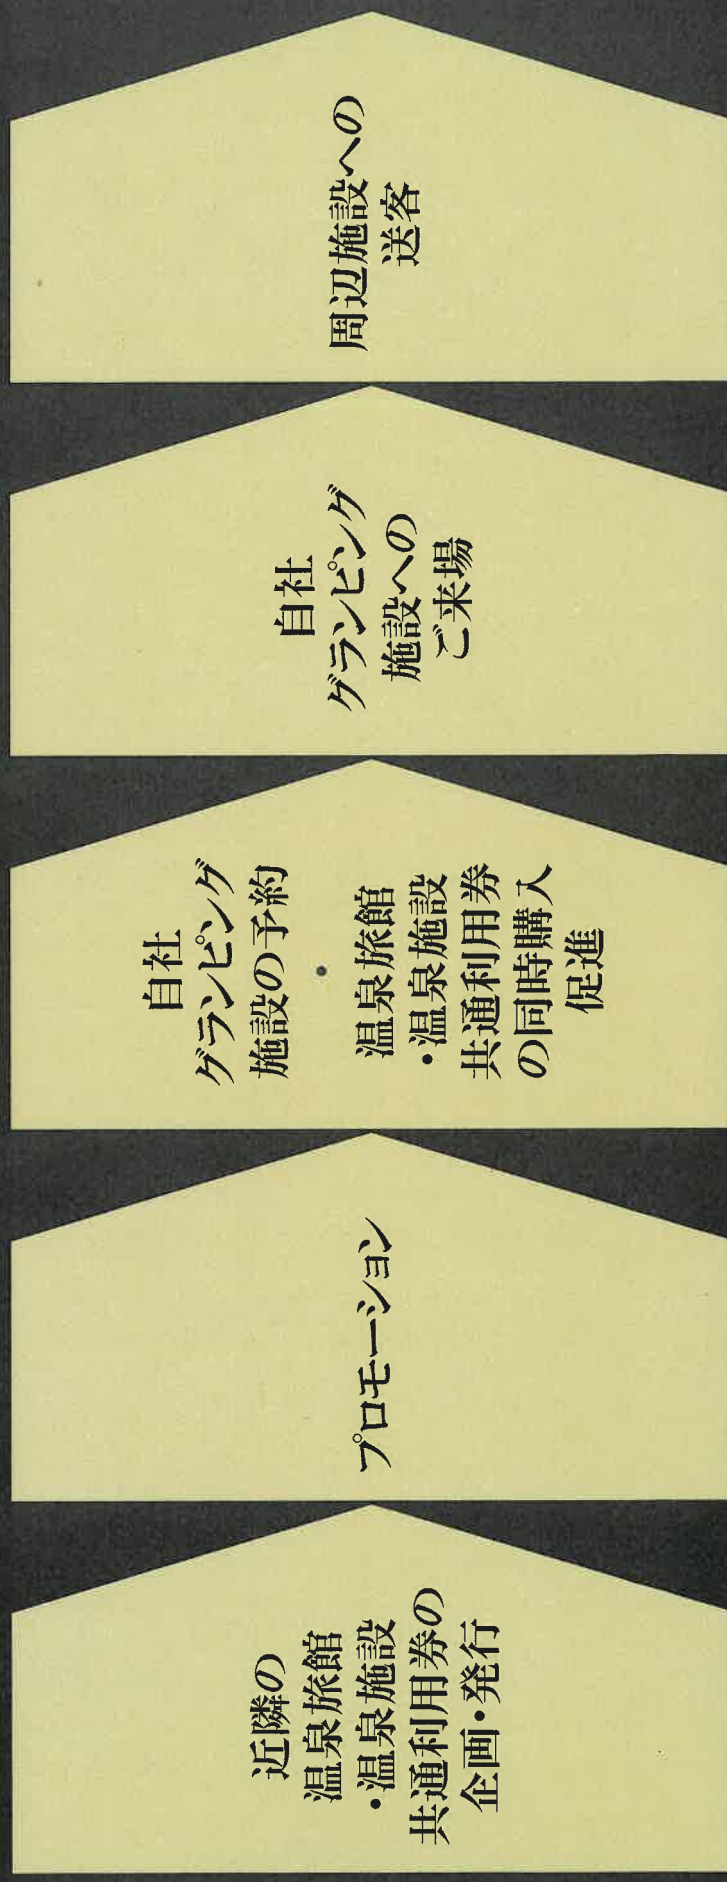 近隣の
温泉旅館
・温泉施設
共通利用券の
企画・発行
プロモーション
自社
グランピング
施設の予約
・
温泉旅館
・温泉施設
共通利用券
の同時購入
促進
自社
グランピング
施設への
ご来場
周辺施設への
送客